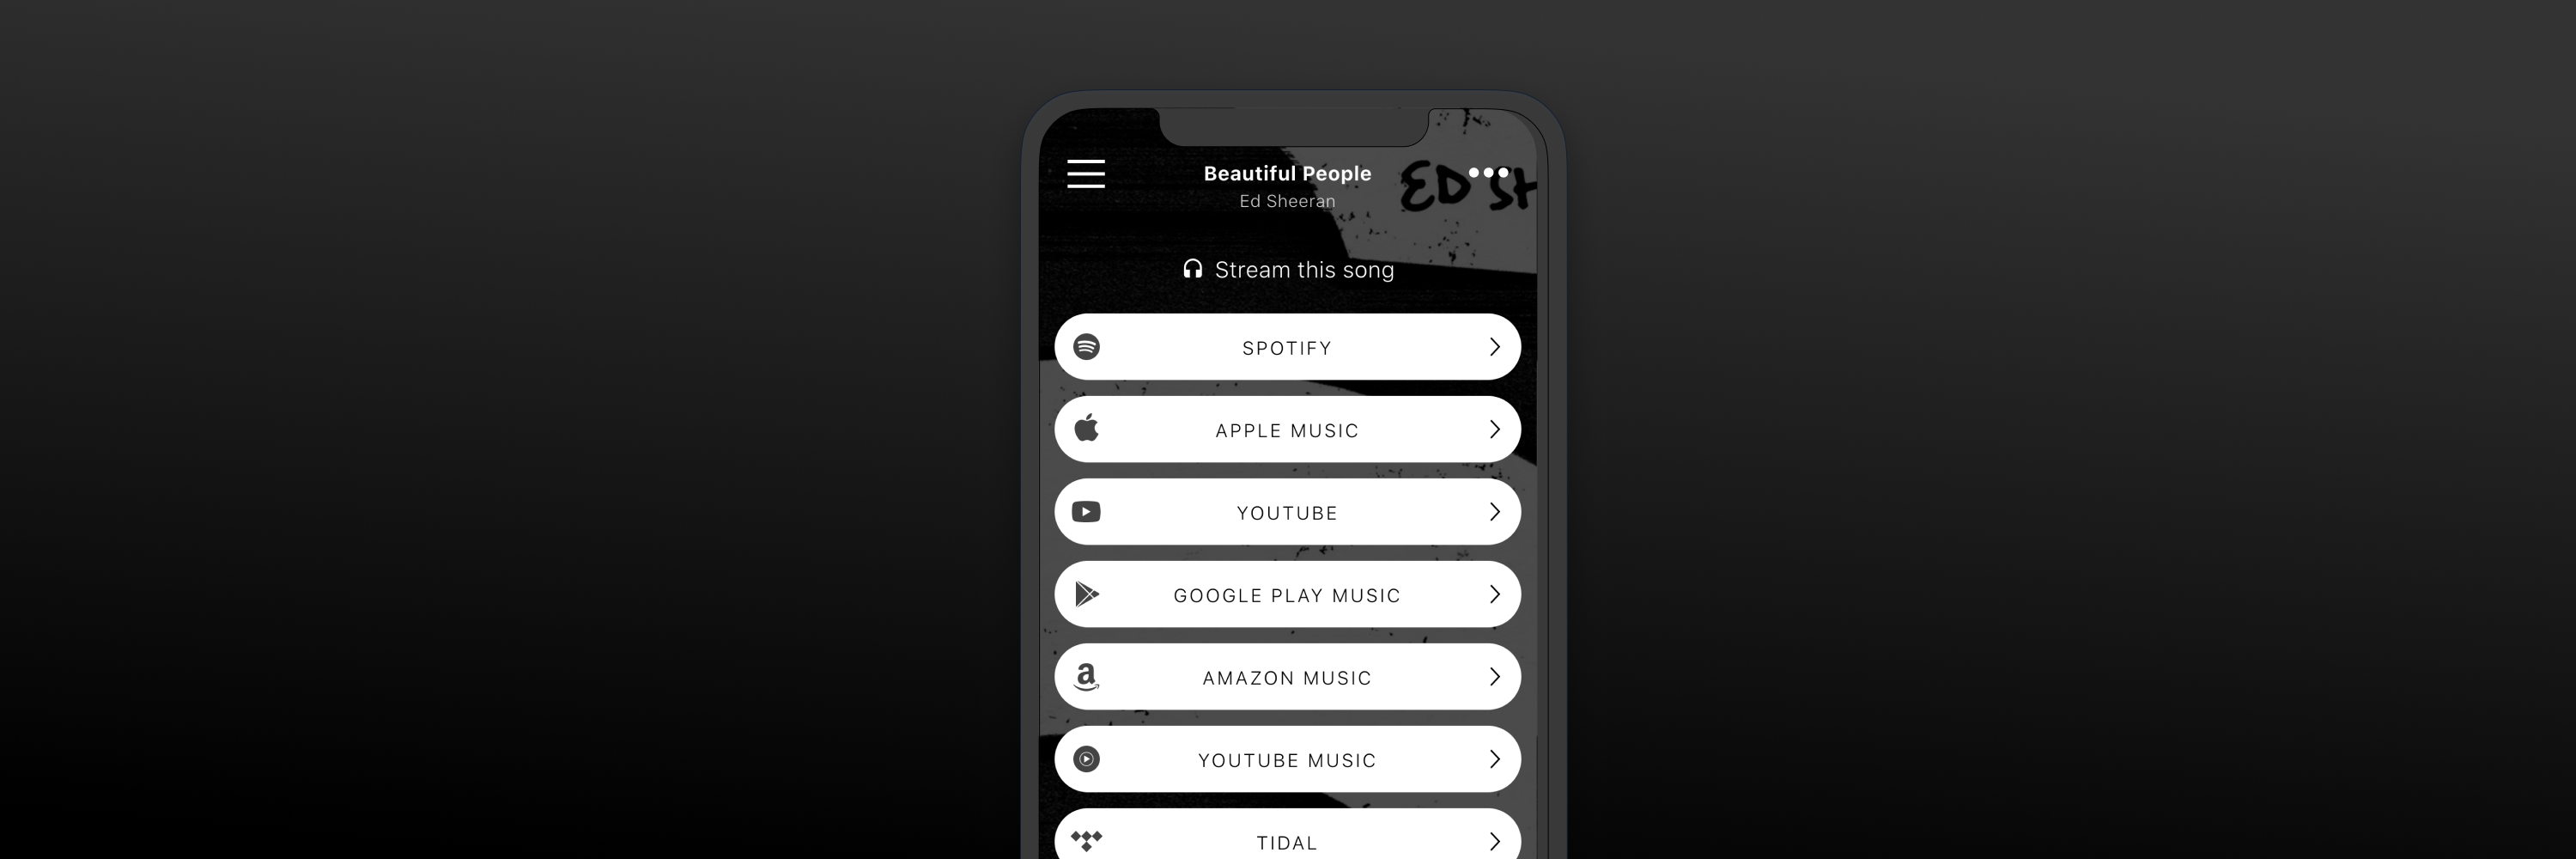 Beautiful People
Ed Sheeran
ED SH
Stream this song
SPOTIFY
APPLE MUSIC
YOUTUBE
GOOGLE PLAY MUSIC
AMAZON MUSIC
YOUTUBE MUSIC
TIDAL